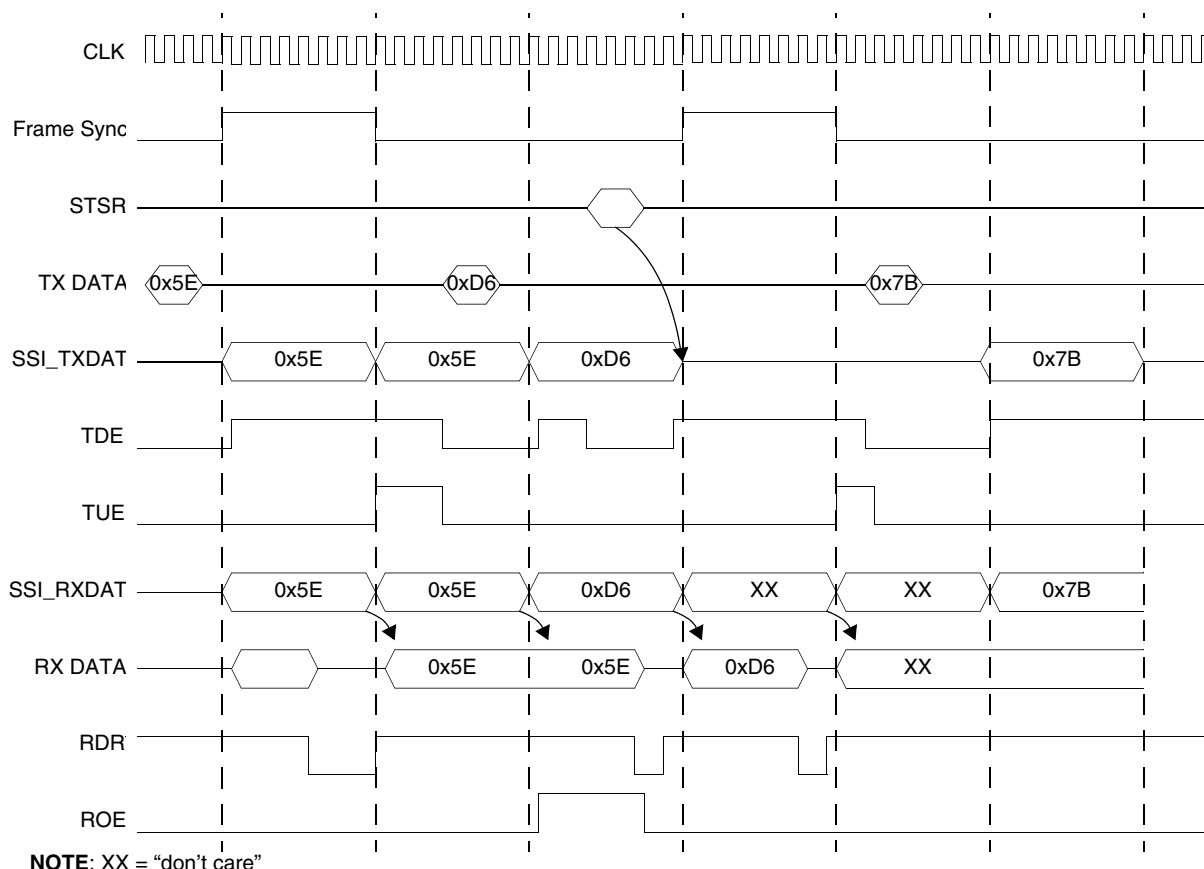 CLK
Frame Sync
STSR
TX DATA 0x5E 0xD6 0x7B
SSI_TXDAT 0x5E 0x5E 0xD6 0x7B
TDE
TUE
SSI_RXDAT 0x5E 0x5E 0xD6 XX XX 0x7B
RX DATA 0x5E 0x5E 0xD6 XX
RDR
ROE
NOTE: XX = “don’t care”